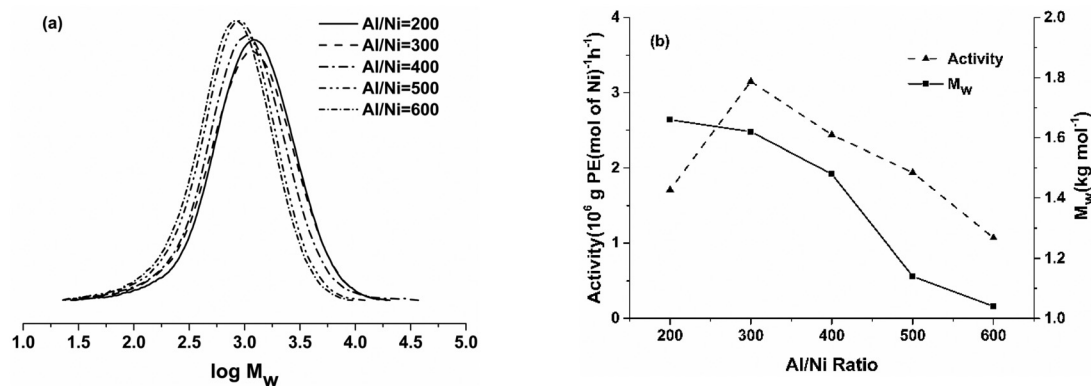 (a)
Al/Ni=200
Al/Ni=300
Al/Ni=400
Al/Ni=500
Al/Ni=600
1.0 1.5 2.0 2.5 3.0 3.5 4.0 4.5 5.0
log Mw
(b)
Activity
Mw
4
3
2
1
0
Activity(10⁶ g PE(mol of Ni)⁻¹h⁻¹
2.0
1.8
1.6
1.4
1.2
1.0
Mw(kg mol⁻¹)
200 300 400 500 600
Al/Ni Ratio